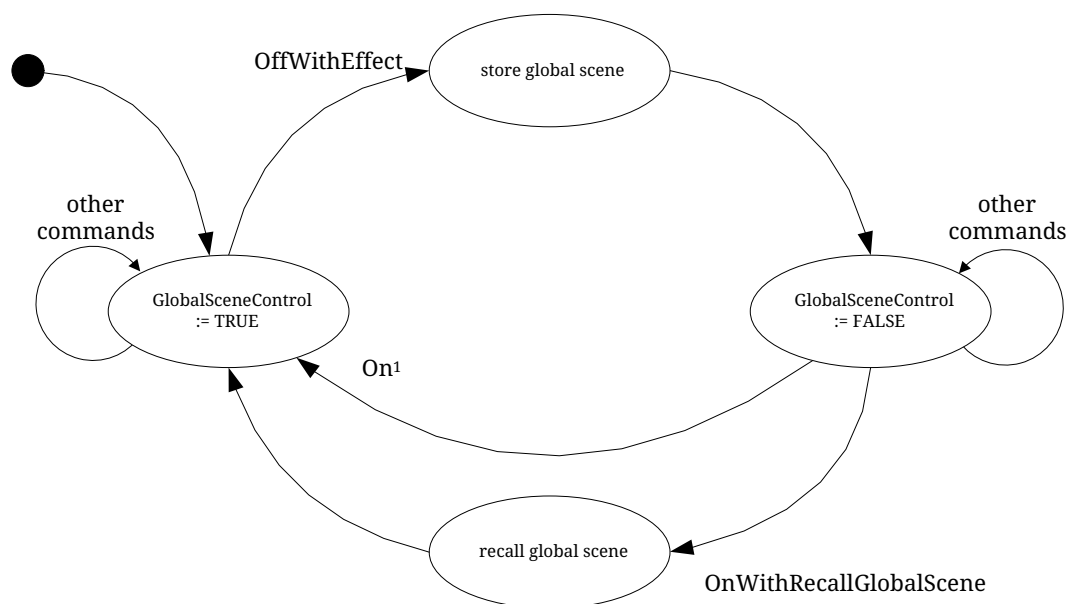 OffWithEffect
store global scene
other
commands
other
commands
GlobalSceneControl
:= TRUE
GlobalSceneControl
:= FALSE
On¹
recall global scene
OnWithRecallGlobalScene